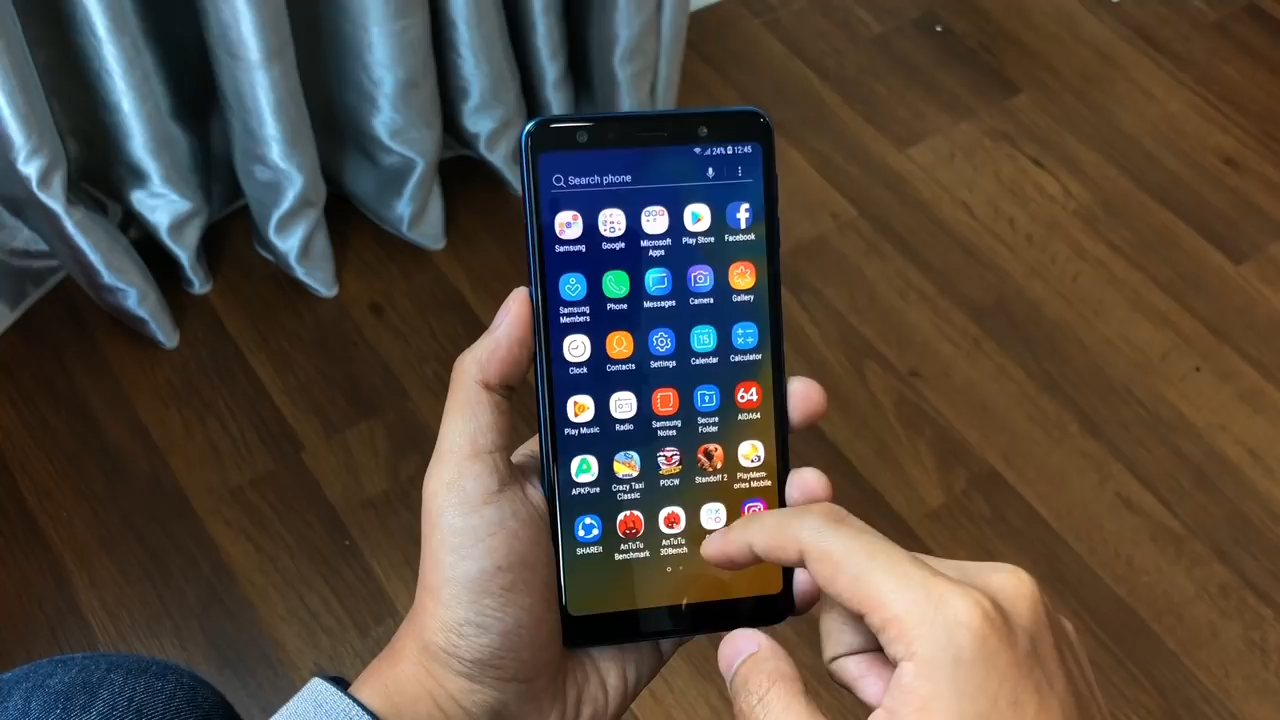 24% 12:45
Search phone
Samsung
Google
Microsoft
Apps
Play Store
Facebook
Samsung
Members
Phone
Messages
Camera
Gallery
Clock
Contacts
Settings
15
Calendar
Calculator
Play Music
Radio
Samsung
Notes
Secure
Folder
64
AIDA64
APKPure
Crazy Taxi
Classic
PDCW
Standoff 2
PlayMem-
ories Mobile
SHAREit
AnTuTu
Benchmark
AnTuTu
3DBench